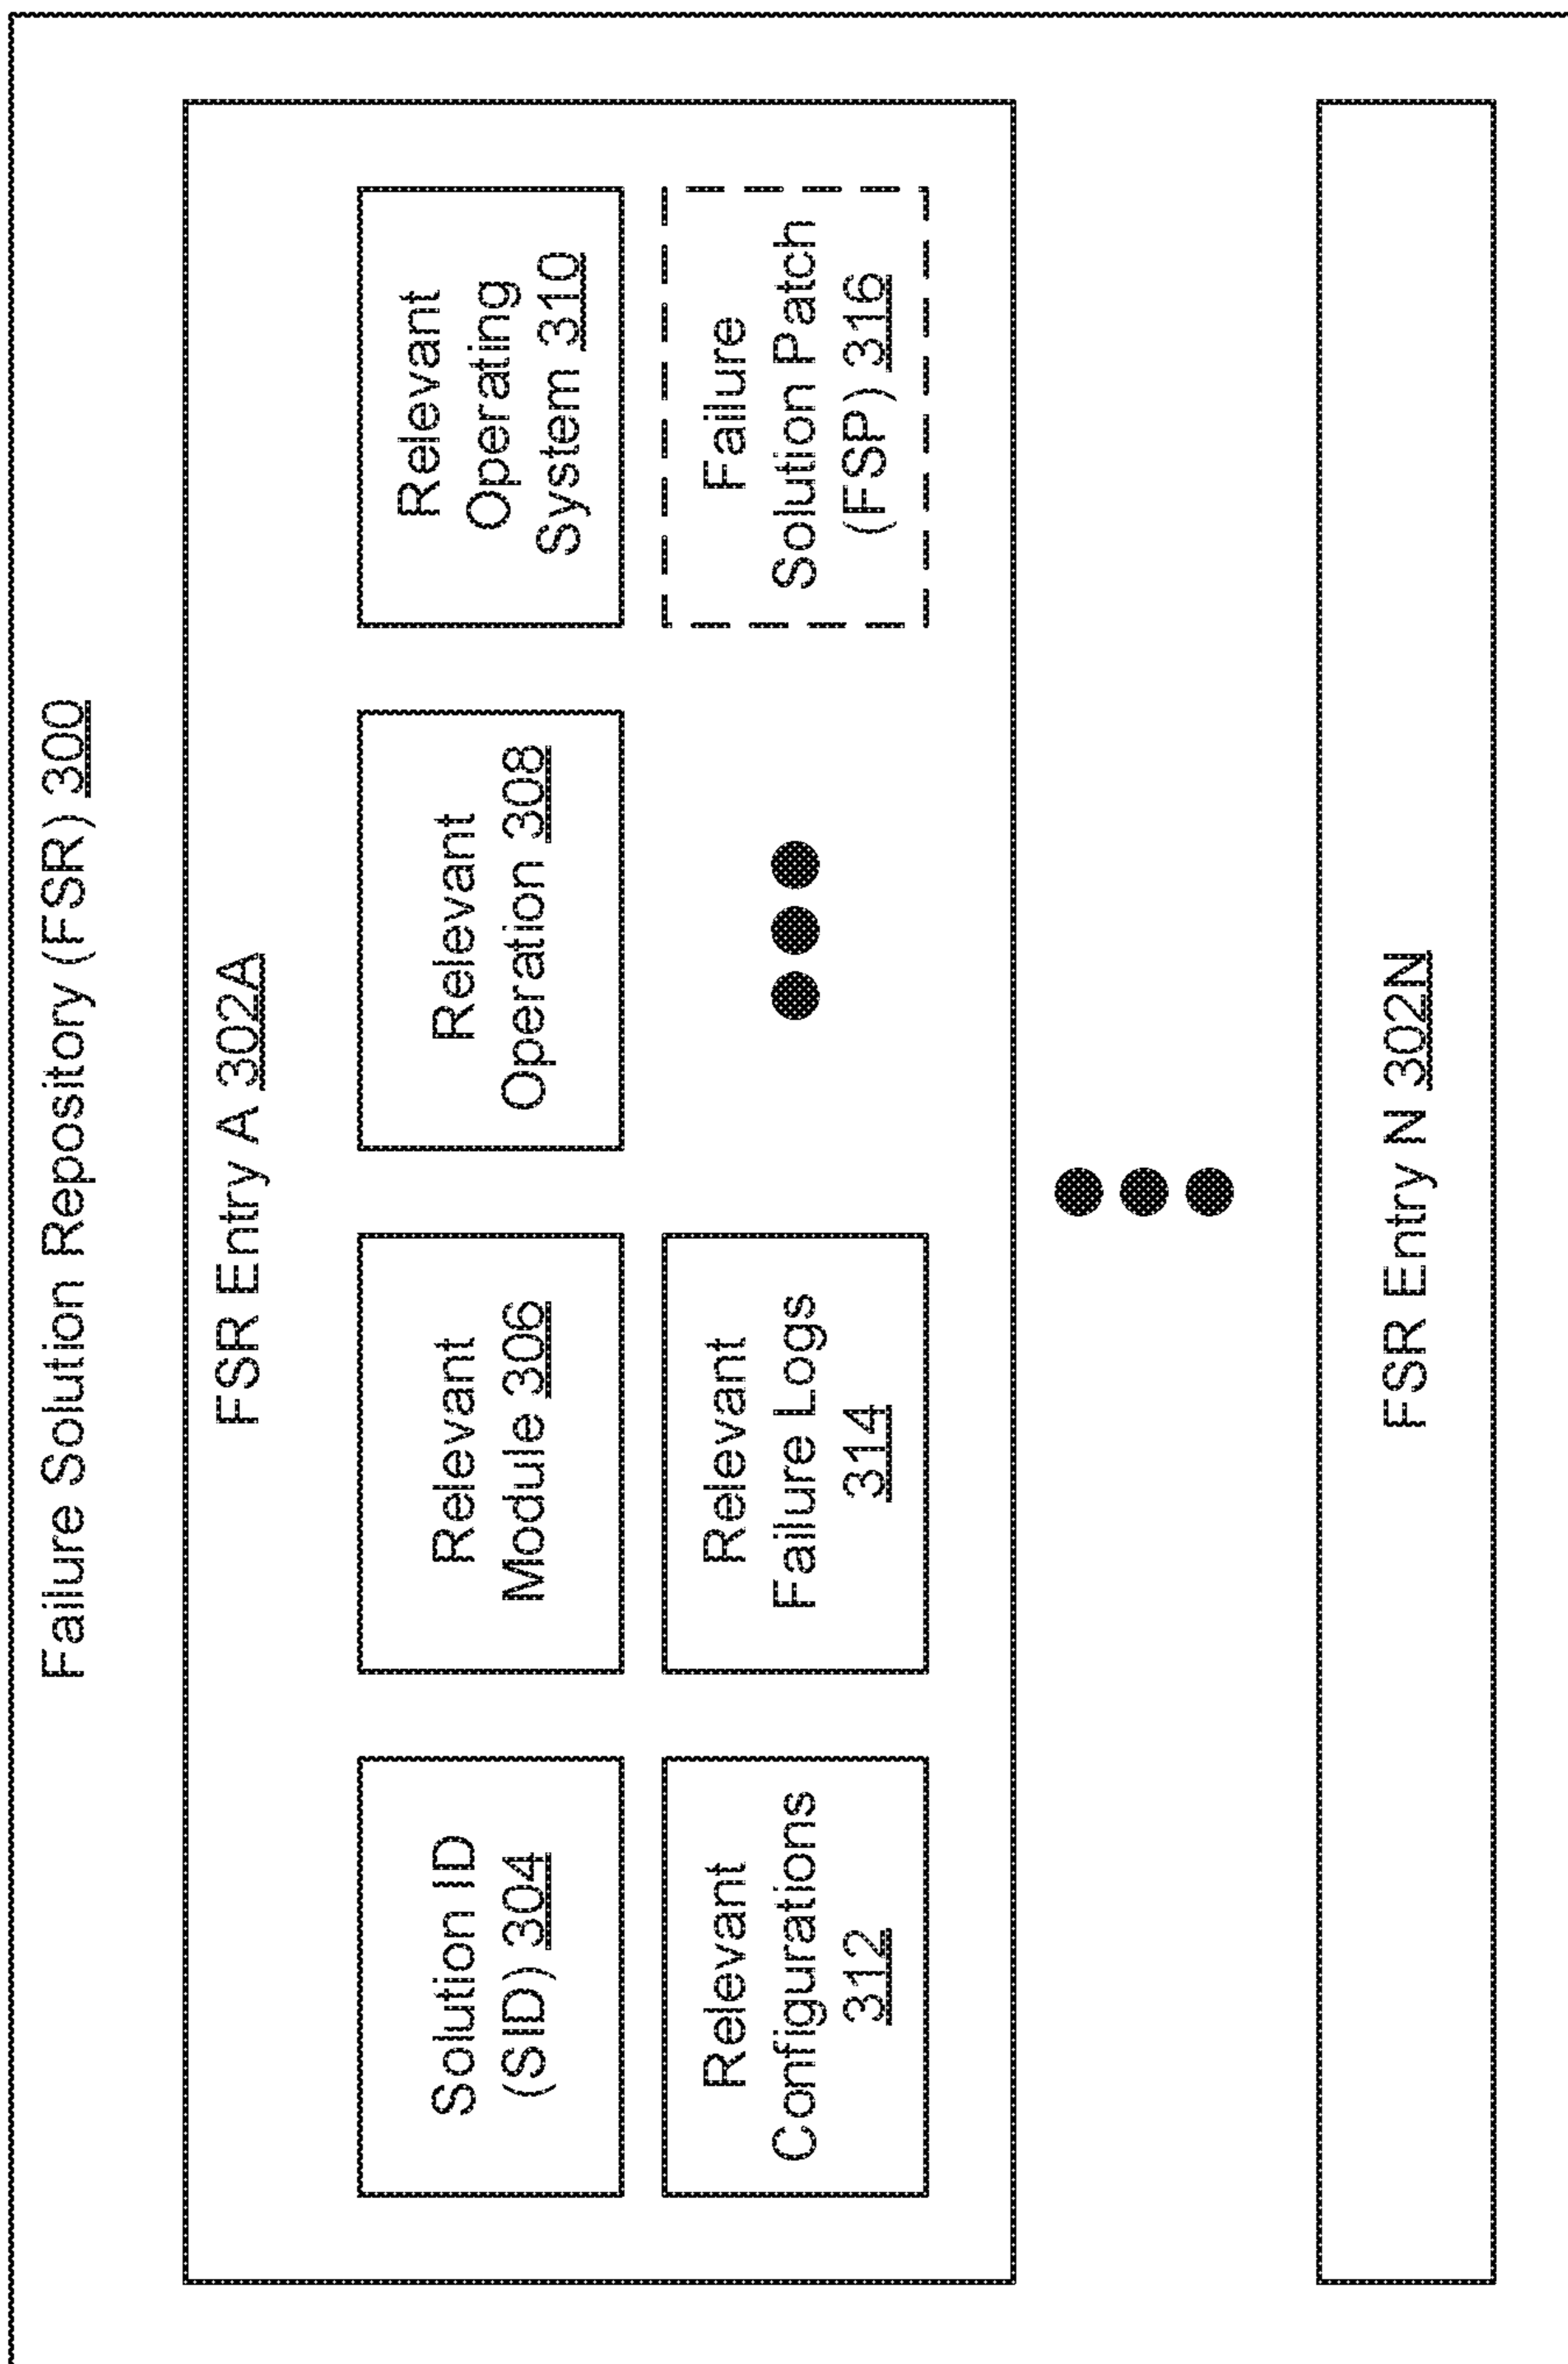 Failure Solution Repository (FSR) 300
FSR Entry A 302A
Solution ID
(SID) 304
Relevant
Module 306
Relevant
Operation 308
Relevant
Operating
System 310
Relevant
Configurations
312
Relevant
Failure Logs
314
Failure
Solution Patch
(FSP) 316
FSR Entry N 302N